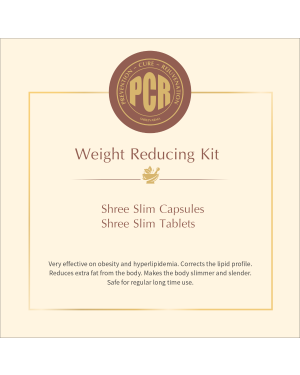 PREVENTION ~ CURE ~ REJUVENATION
PCR
Weight Reducing Kit
Shree Slim Capsules
Shree Slim Tablets
Very effective on obesity and hyperlipidemia. Corrects the lipid profile.
Reduces extra fat from the body. Makes the body slimmer and slender.
Safe for regular long time use.